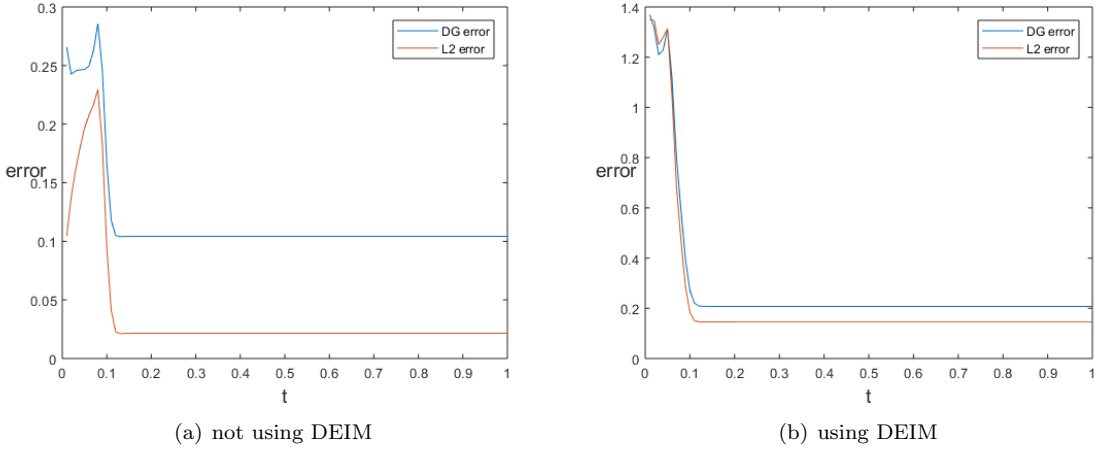 0.3
0.25
0.2
0.15
0.1
0.05
0
error
DG error
L2 error
0 0.1 0.2 0.3 0.4 0.5 0.6 0.7 0.8 0.9 1
t
(a) not using DEIM
1.4
1.2
1
0.8
0.6
0.4
0.2
0
error
DG error
L2 error
0 0.1 0.2 0.3 0.4 0.5 0.6 0.7 0.8 0.9 1
t
(b) using DEIM